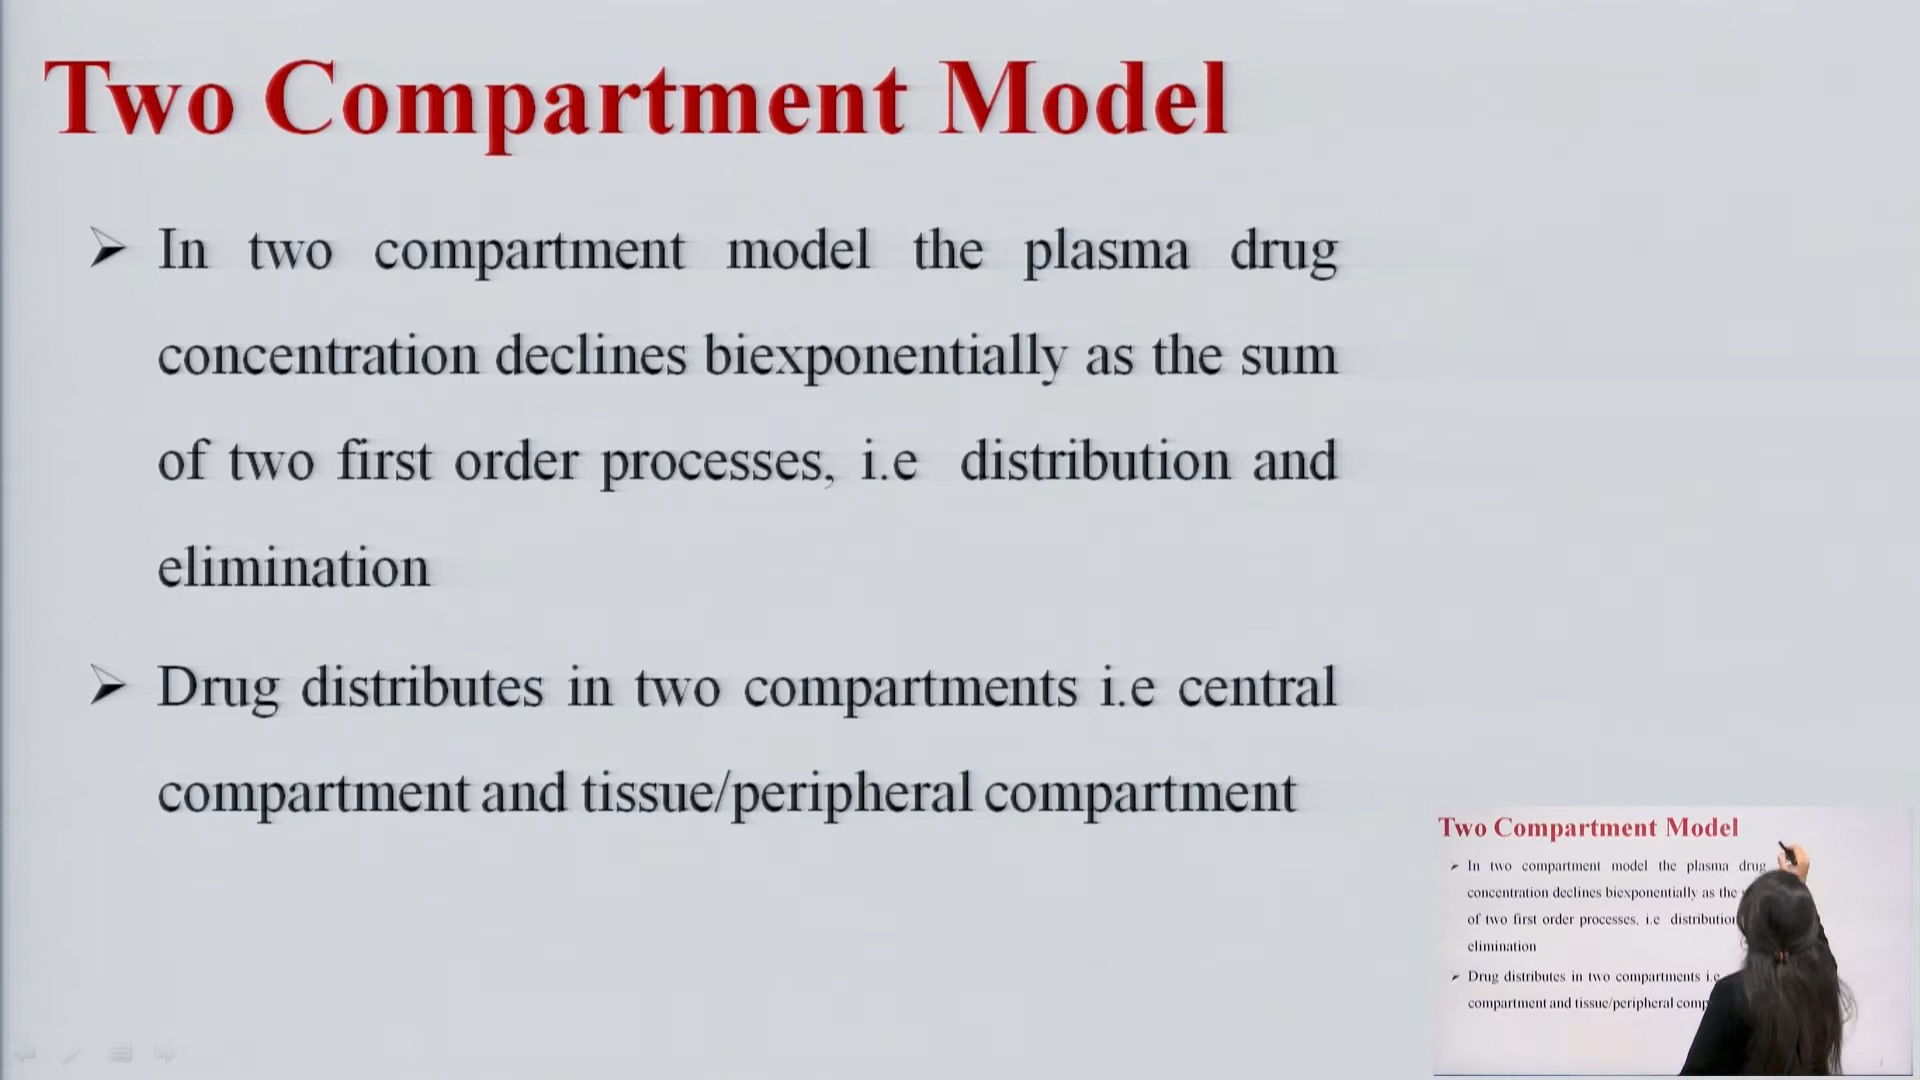 Two Compartment Model
➢ In two compartment model the plasma drug
concentration declines biexponentially as the sum
of two first order processes, i.e distribution and
elimination
➢ Drug distributes in two compartments i.e central
compartment and tissue/peripheral compartment
Two Compartment Model
➢ In two compartment model the plasma drug
concentration declines biexponentially as the
of two first order processes, i.e distribution
elimination
➢ Drug distributes in two compartments i.e
compartment and tissue/peripheral comp